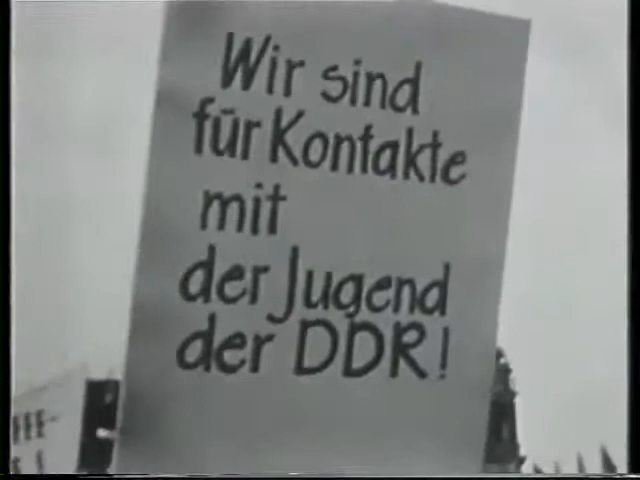 Wir sind
für Kontakte
mit
der Jugend
der DDR!